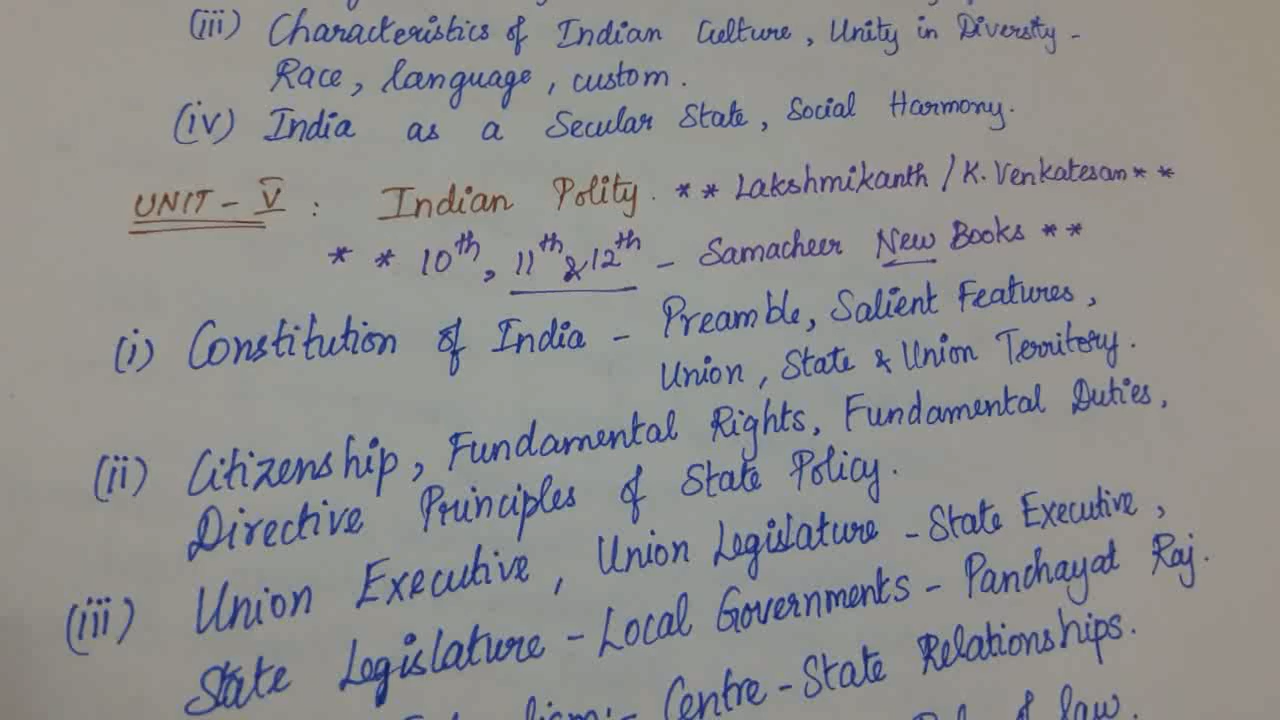 (iii) Characteristics of Indian Culture, Unity in Diversity -
Race, language, custom.
(iv) India as a Secular State, Social Harmony.
UNIT - V : Indian Polity. ** Lakshmikanth / K. Venkatesan **
** 10th, 11th & 12th - Samacheer New Books **
(i) Constitution of India - Preamble, Salient Features,
Union, State & Union Territory.
(ii) Citizenship, Fundamental Rights, Fundamental Duties,
Directive Principles of State Policy.
(iii) Union Executive, Union Legislature - State Executive,
State Legislature - Local Governments - Panchayat Raj.
Centre - State Relationships.
of law.